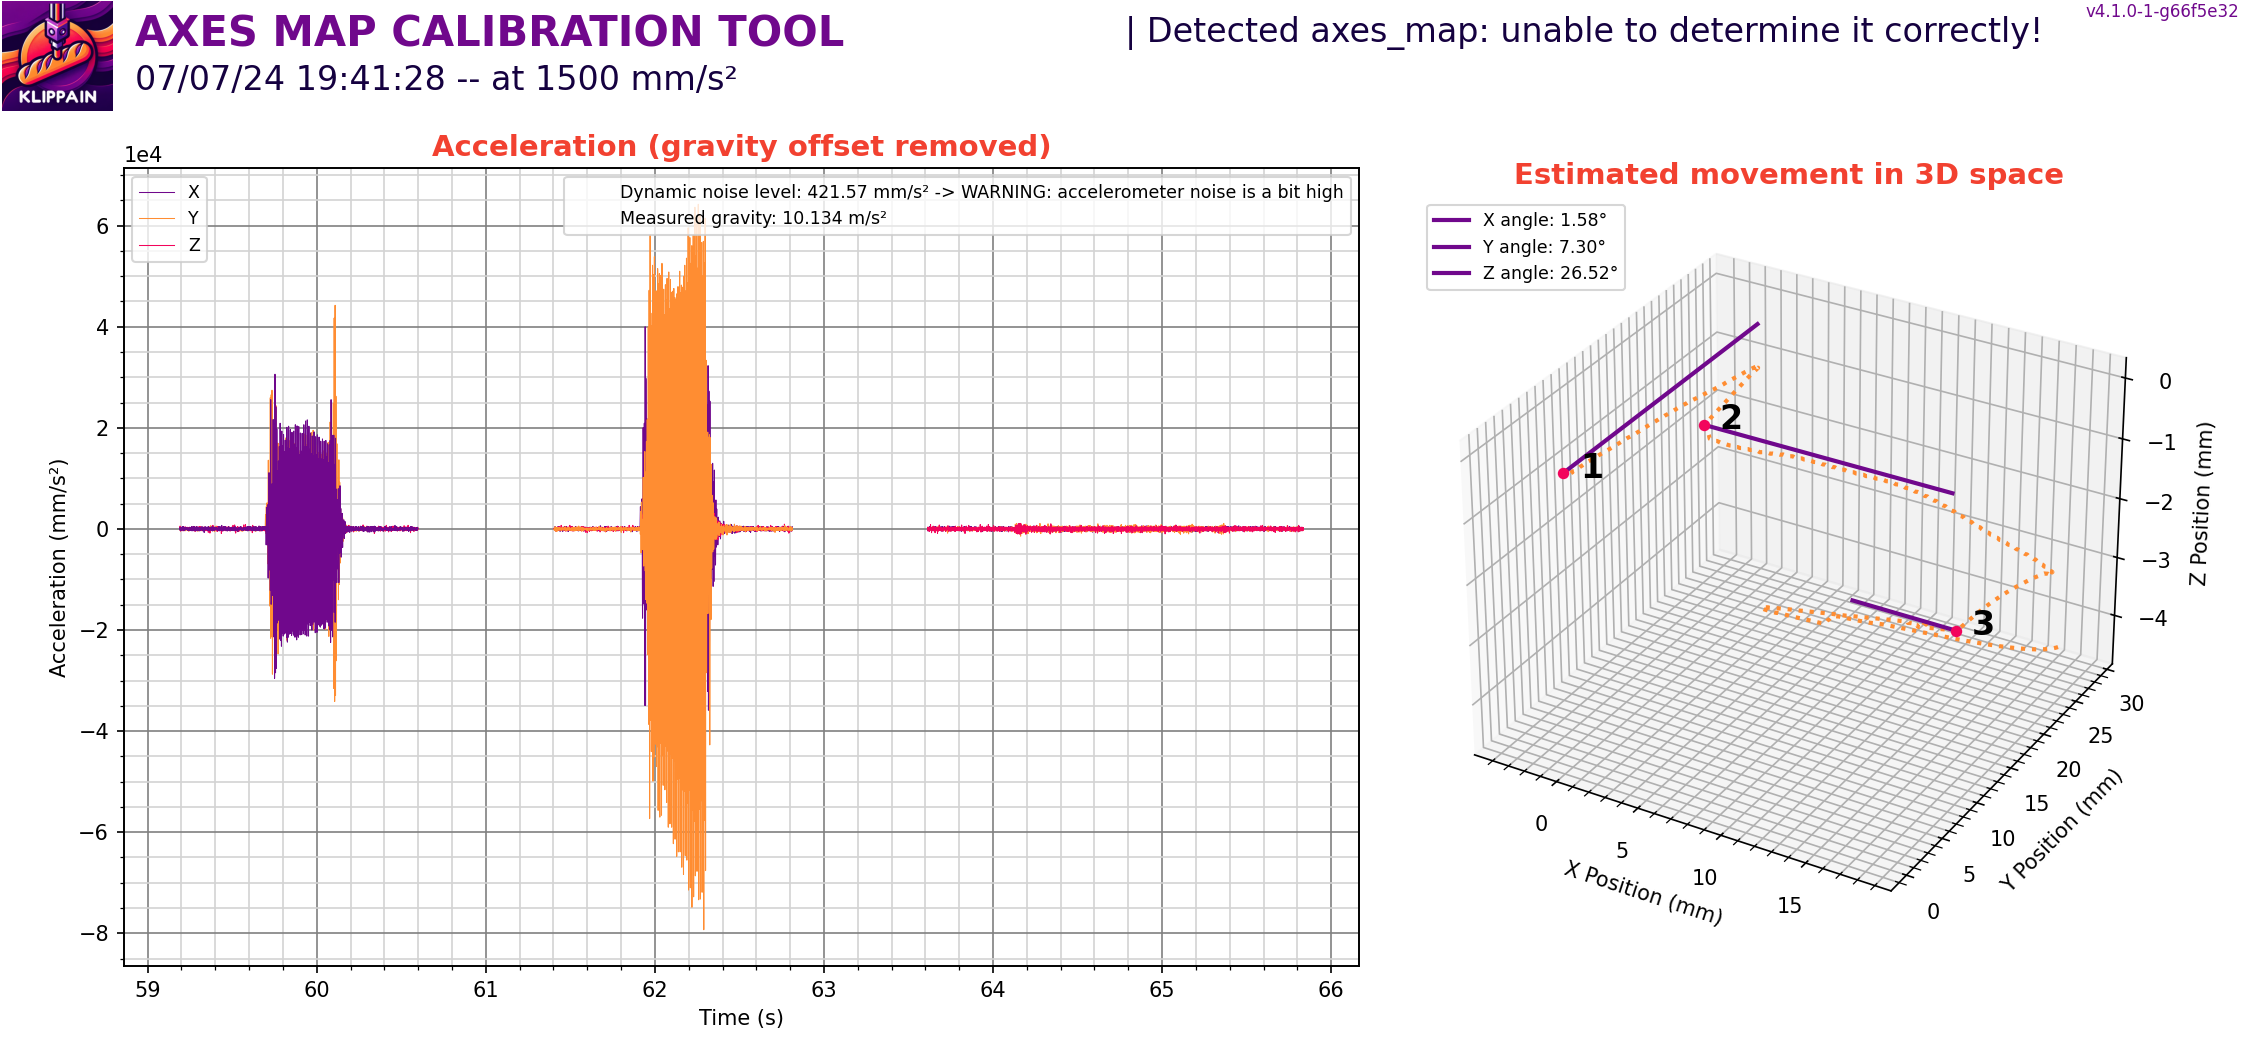 KLIPPAIN
AXES MAP CALIBRATION TOOL
07/07/24 19:41:28 -- at 1500 mm/s²
| Detected axes_map: unable to determine it correctly!
v4.1.0-1-g66f5e32
Acceleration (gravity offset removed)
1e4
X
Y
Z
Dynamic noise level: 421.57 mm/s² -> WARNING: accelerometer noise is a bit high
Measured gravity: 10.134 m/s²
6
4
2
0
−2
−4
−6
−8
Acceleration (mm/s²)
59 60 61 62 63 64 65 66
Time (s)
Estimated movement in 3D space
X angle: 1.58°
Y angle: 7.30°
Z angle: 26.52°
1
2
3
0
−1
−2
−3
−4
Z Position (mm)
30
25
20
15
10
5
0
Y Position (mm)
0
5
10
15
X Position (mm)